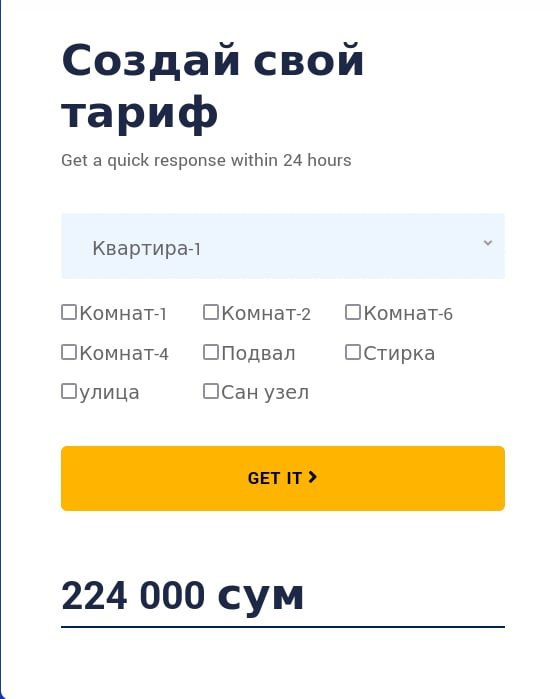 Создай свой
тариф
Get a quick response within 24 hours
Квартира-1
Комнат-1 Комнат-2 Комнат-6
Комнат-4 Подвал Стирка
улица Сан узел
GET IT
224 000 сум